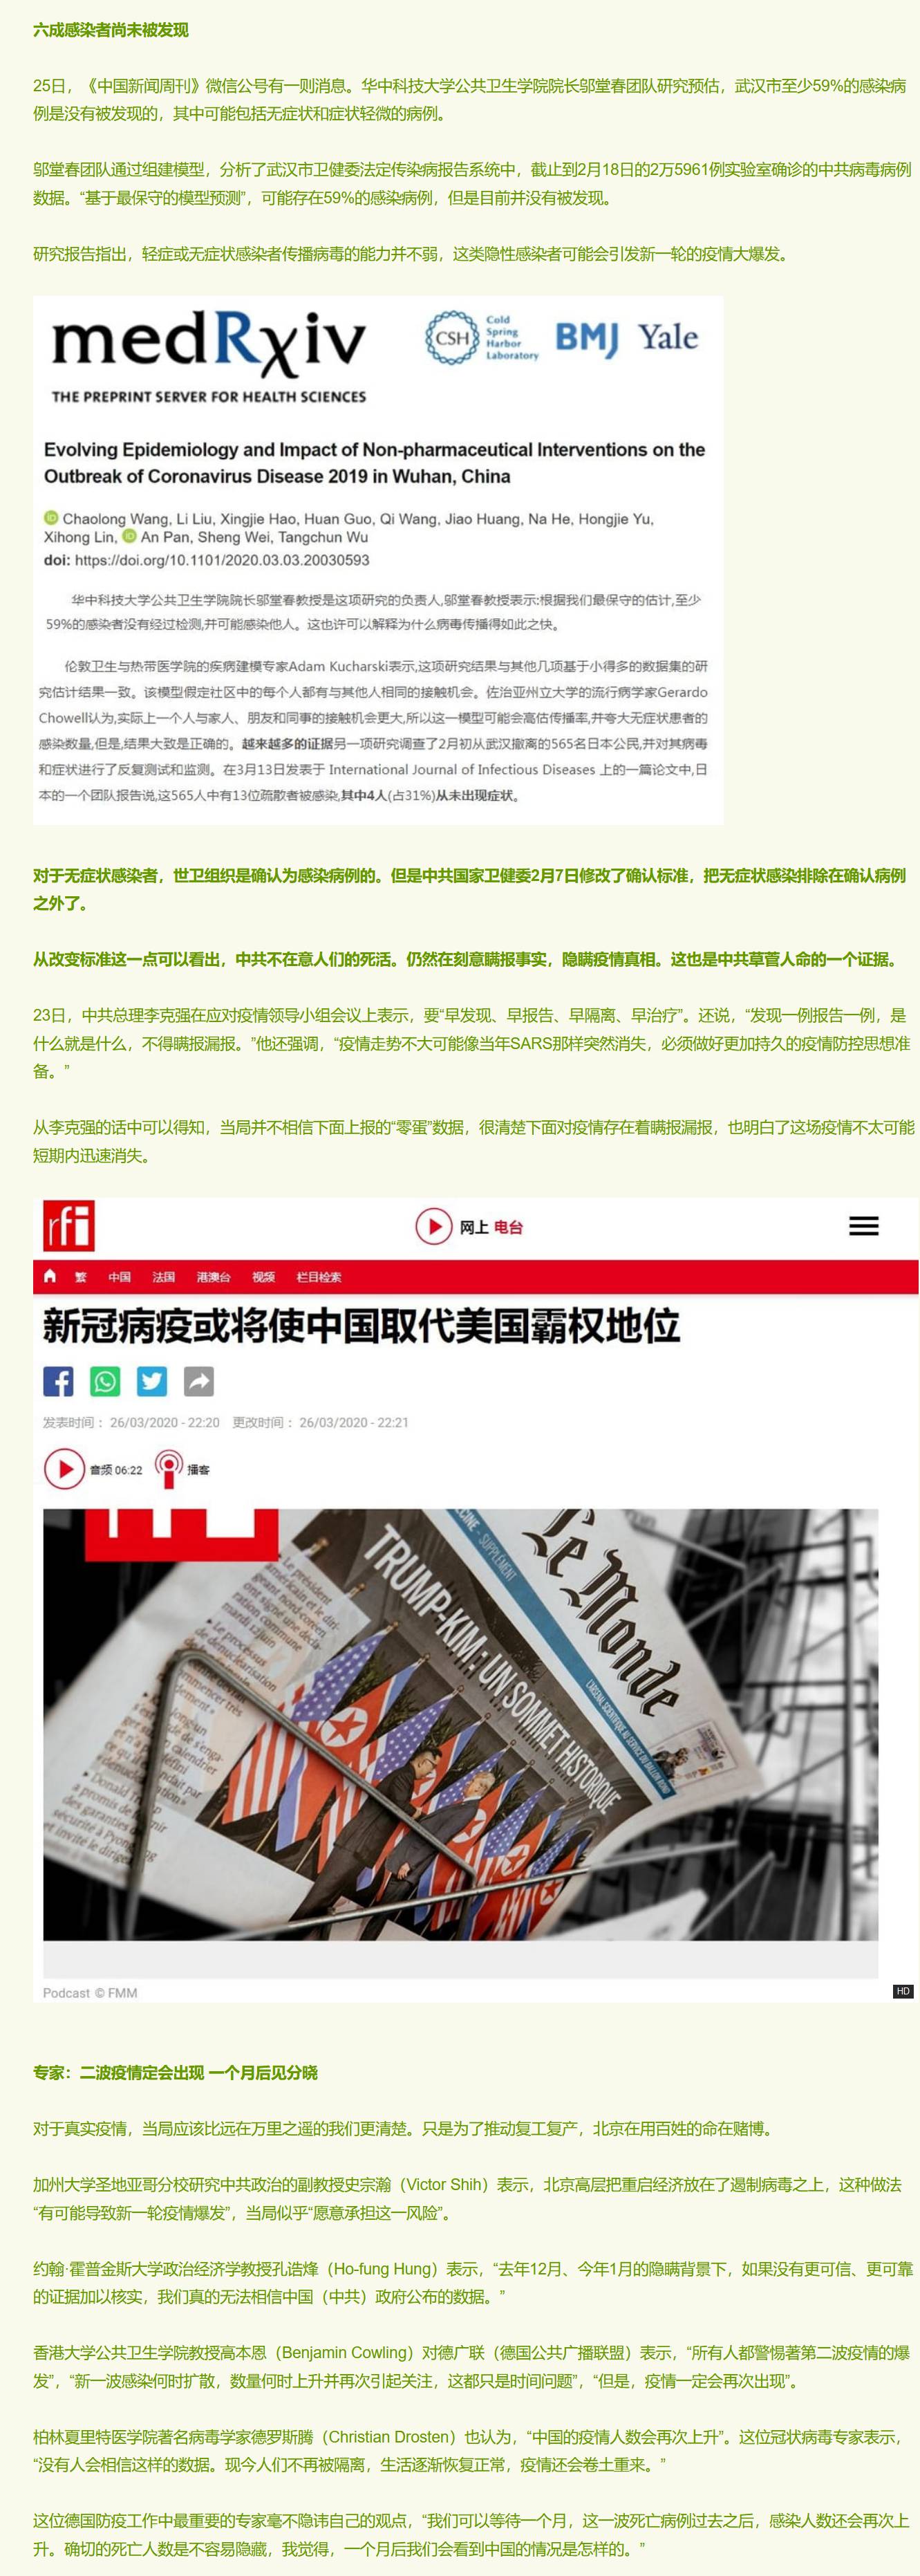 六成感染者尚未被发现
25日，《中国新闻周刊》微信公号有一则消息。华中科技大学公共卫生学院院长邬堂春团队研究预估，武汉市至少59%的感染病
例是没有被发现的，其中可能包括无症状和症状轻微的病例。
邬堂春团队通过组建模型，分析了武汉市卫健委法定传染病报告系统中，截止到2月18日的2万5961例实验室确诊的中共病毒病例
数据。“基于最保守的模型预测”，可能存在59%的感染病例，但是目前并没有被发现。
研究报告指出，轻症或无症状感染者传播病毒的能力并不弱，这类隐性感染者可能会引发新一轮的疫情大爆发。
medRxiv
THE PREPRINT SERVER FOR HEALTH SCIENCES
CSH
Cold
Spring
Harbor
Laboratory
BMJ
Yale
Evolving Epidemiology and Impact of Non-pharmaceutical Interventions on the
Outbreak of Coronavirus Disease 2019 in Wuhan, China
Chaolong Wang, Li Liu, Xingjie Hao, Huan Guo, Qi Wang, Jiao Huang, Na He, Hongjie Yu,
Xihong Lin, An Pan, Sheng Wei, Tangchun Wu
doi: https://doi.org/10.1101/2020.03.03.20030593
华中科技大学公共卫生学院院长邬堂春教授是这项研究的负责人,邬堂春教授表示:根据我们最保守的估计,至少
59%的感染者没有经过检测,并可能感染他人。这也许可以解释为什么病毒传播得如此之快。
伦敦卫生与热带医学院的疾病建模专家Adam Kucharski表示,这项研究结果与其他几项基于小得多的数据集的研
究估计结果一致。该模型假定社区中的每个人都有与其他人相同的接触机会。佐治亚州立大学的流行病学家Gerardo
Chowell认为,实际上一个人与家人、朋友和同事的接触机会更大,所以这一模型可能会高估传播率,并夸大无症状患者的
感染数量,但是,结果大致是正确的。越来越多的证据另一项研究调查了2月初从武汉撤离的565名日本公民,并对其病毒
和症状进行了反复测试和监测。在3月13日发表于 International Journal of Infectious Diseases 上的一篇论文中,日
本的一个团队报告说,这565人中有13位疏散者被感染,其中4人(占31%)从未出现症状。
对于无症状感染者，世卫组织是确认为感染病例的。但是中共国家卫健委2月7日修改了确认标准，把无症状感染排除在确认病例
之外了。
从改变标准这一点可以看出，中共不在意人们的死活。仍然在刻意瞒报事实，隐瞒疫情真相。这也是中共草菅人命的一个证据。
23日，中共总理李克强在应对疫情领导小组会议上表示，要“早发现、早报告、早隔离、早治疗”。还说，“发现一例报告一例，是
什么就是什么，不得瞒报漏报。”他还强调，“疫情走势不大可能像当年SARS那样突然消失，必须做好更加持久的疫情防控思想准
备。”
从李克强的话中可以得知，当局并不相信下面上报的“零蛋”数据，很清楚下面对疫情存在着瞒报漏报，也明白了这场疫情不太可能
短期内迅速消失。
rfi
网上 电台
繁 中国 法国 港澳台 视频 栏目检索
新冠病疫或将使中国取代美国霸权地位
发表时间： 26/03/2020 - 22:20 更改时间： 26/03/2020 - 22:21
音频 06:22
播客
Le Monde
TRUMP-KIM : UN SOMMET HISTORIQUE
Podcast © FMM
HD
专家：二波疫情定会出现 一个月后见分晓
对于真实疫情，当局应该比远在万里之遥的我们更清楚。只是为了推动复工复产，北京在用百姓的命在赌博。
加州大学圣地亚哥分校研究中共政治的副教授史宗瀚（Victor Shih）表示，北京高层把重启经济放在了遏制病毒之上，这种做法
“有可能导致新一轮疫情爆发”，当局似乎“愿意承担这一风险”。
约翰·霍普金斯大学政治经济学教授孔诰烽（Ho-fung Hung）表示，“去年12月、今年1月的隐瞒背景下，如果没有更可信、更可靠
的证据加以核实，我们真的无法相信中国（中共）政府公布的数据。”
香港大学公共卫生学院教授高本恩（Benjamin Cowling）对德广联（德国公共广播联盟）表示，“所有人都警惕著第二波疫情的爆
发”，“新一波感染何时扩散，数量何时上升并再次引起关注，这都只是时间问题”，“但是，疫情一定会再次出现”。
柏林夏里特医学院著名病毒学家德罗斯腾（Christian Drosten）也认为，“中国的疫情人数会再次上升”。这位冠状病毒专家表示，
“没有人会相信这样的数据。现今人们不再被隔离，生活逐渐恢复正常，疫情还会卷土重来。”
这位德国防疫工作中最重要的专家毫不隐讳自己的观点，“我们可以等待一个月，这一波死亡病例过去之后，感染人数还会再次上
升。确切的死亡人数是不容易隐藏，我觉得，一个月后我们会看到中国的情况是怎样的。”